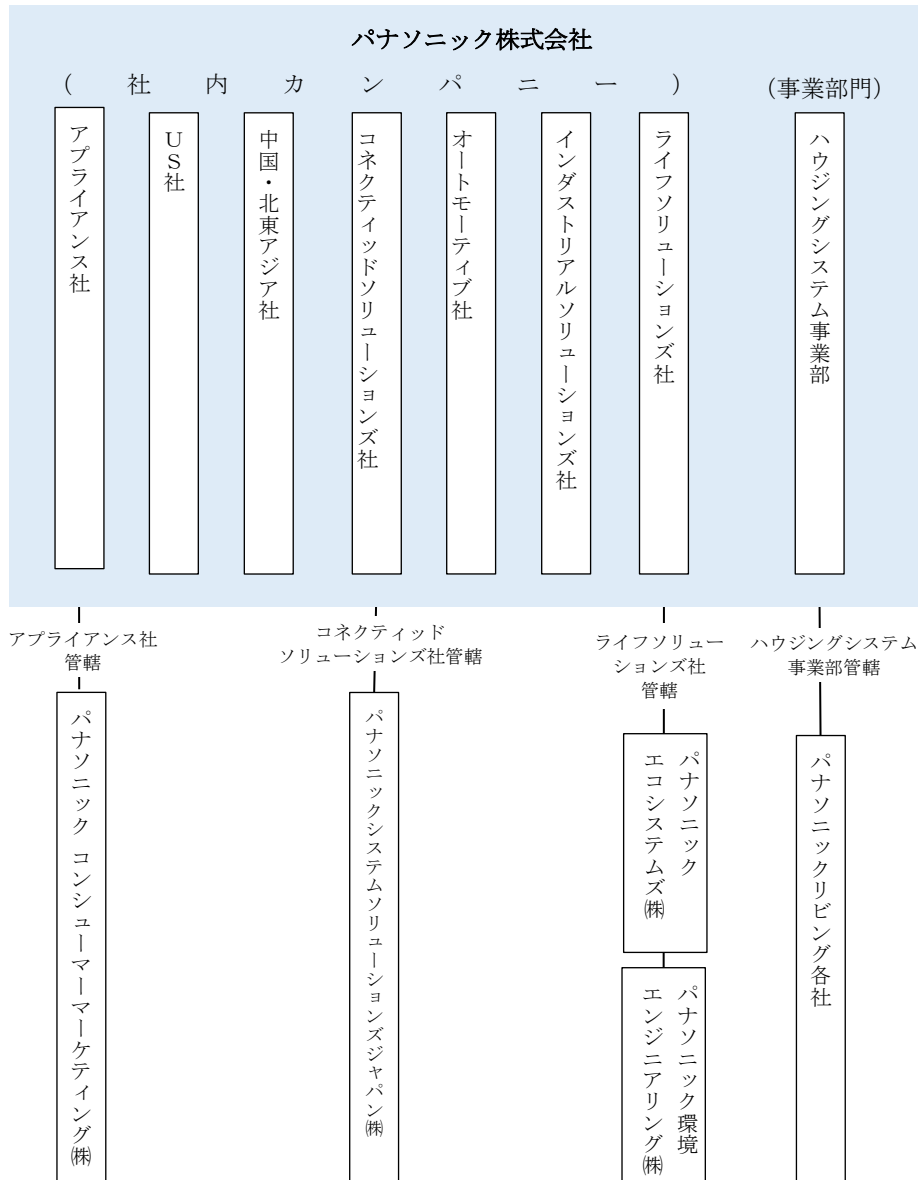 パナソニック株式会社
(社内カンパニー)
(事業部門)
アプライアンス社
US社
中国・北東アジア社
コネクティッドソリューションズ社
オートモーティブ社
インダストリアルソリューションズ社
ライフソリューションズ社
ハウジングシステム事業部
アプライアンス社
管轄
コネクティッド
ソリューションズ社管轄
ライフソリュー
ションズ社
管轄
ハウジングシステム
事業部管轄
パナソニック コンシューマーマーケティング㈱
パナソニックシステムソリューションズジャパン㈱
パナソニック
エコシステムズ㈱
パナソニック環境
エンジニアリング㈱
パナソニックリビング各社